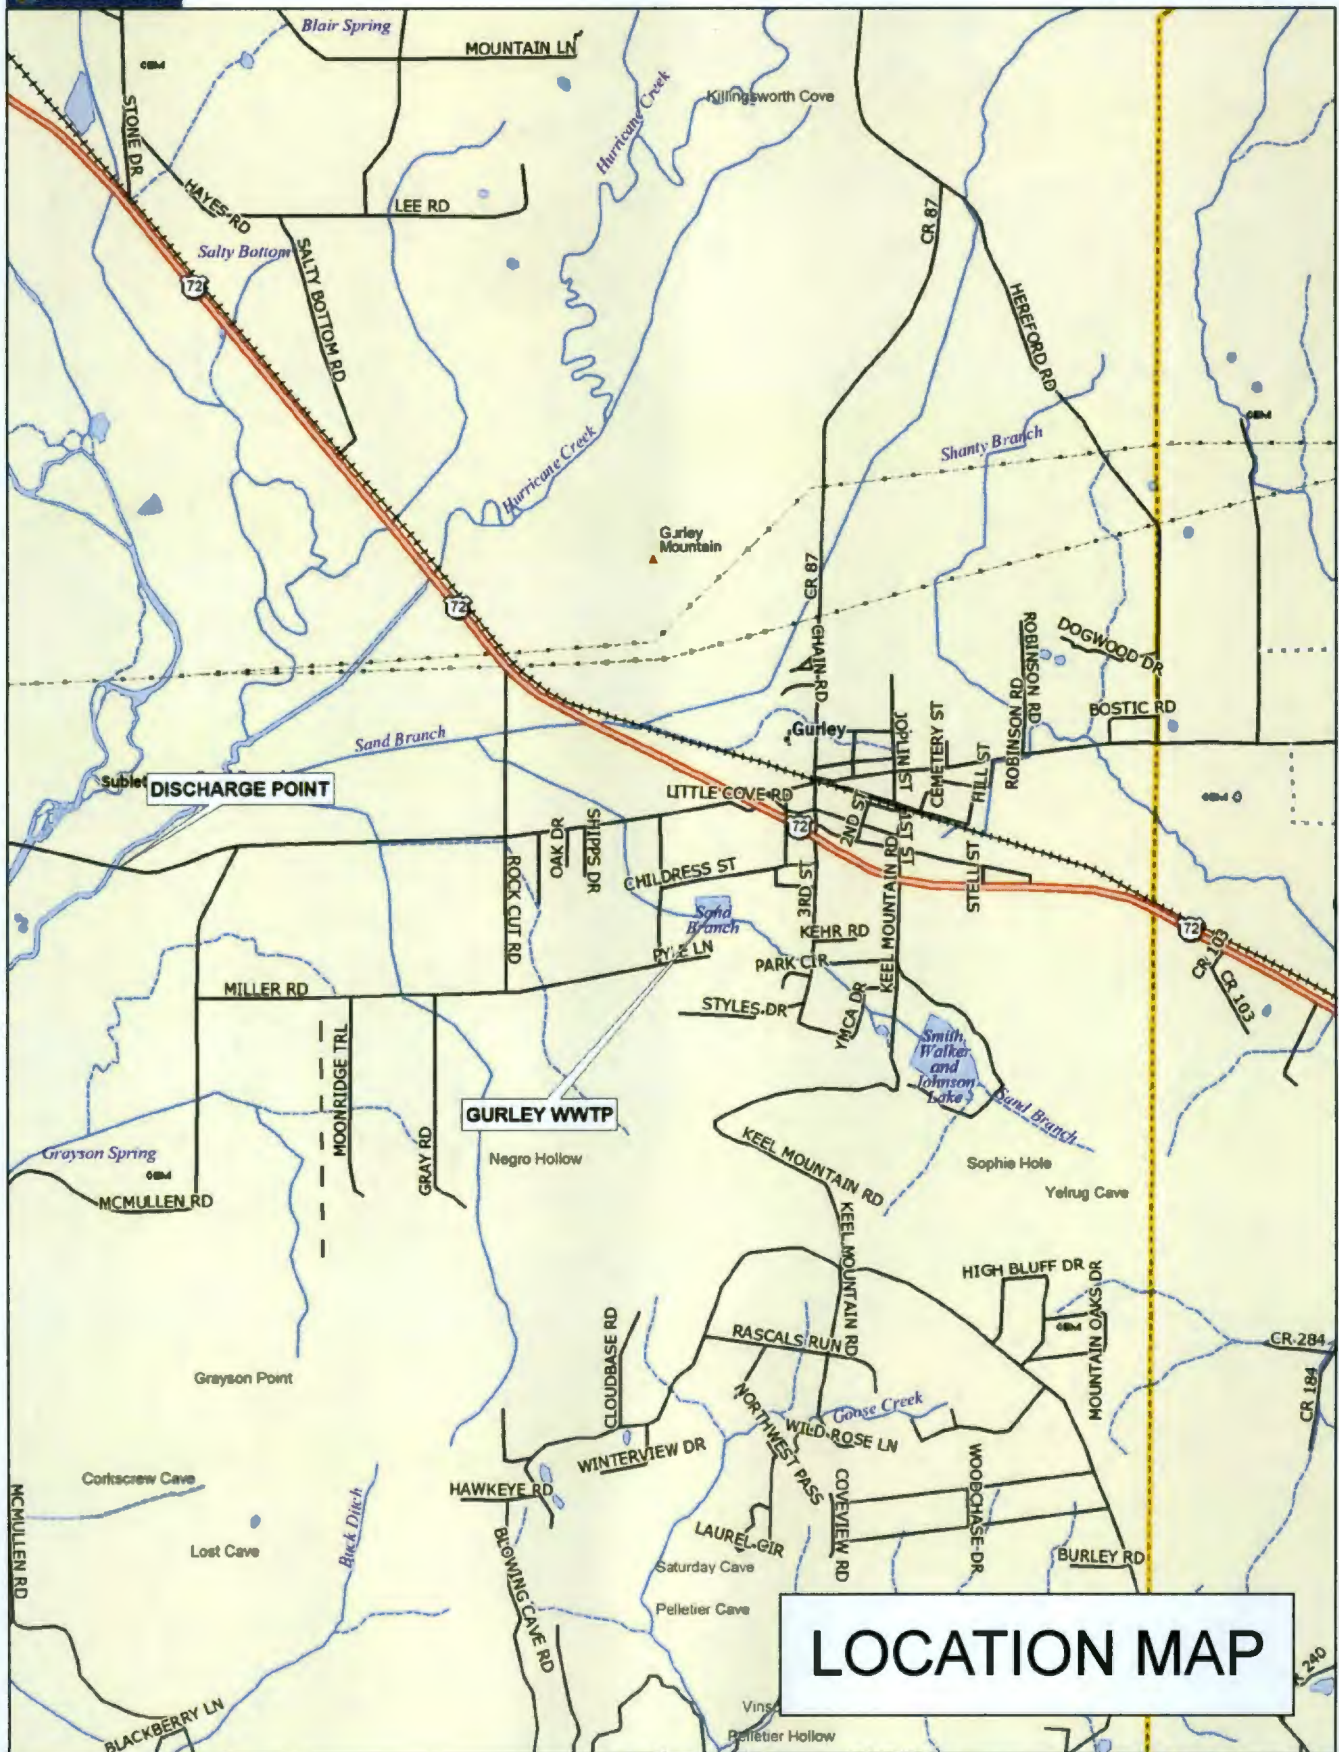 Blair Spring
MOUNTAIN LN
CEM
Killingsworth Cove
Hurricane Creek
STONE DR
HAYES RD
LEE RD
CR 87
Salty Bottom
72
SALTY BOTTOM RD
HEREFORD RD
CEM
Shanty Branch
Hurricane Creek
Gurley
Mountain
CR 87
72
CHAIN RD
ROBINSON RD
DOGWOOD DR
BOSTIC RD
Gurley
JOPLIN ST
CEMETERY ST
HILL ST
ROBINSON RD
Sand Branch
DISCHARGE POINT
LITTLE COVE RD
CEM
72
2ND ST
1ST ST
OAK DR
SHIPPS DR
ROCK CUT RD
CHILDRESS ST
3RD ST
KEEL MOUNTAIN RD
STELL ST
Sand
Branch
KEHR RD
72
CR 103
PYLE LN
PARK CIR
CR 103
MILLER RD
STYLES DR
YMCA DR
Smith,
Walker
and
Johnson
Lake
MOONRIDGE TRL
GURLEY WWTP
Sand Branch
GRAY RD
KEEL MOUNTAIN RD
Grayson Spring
CEM
Negro Hollow
Sophie Hole
Yelrug Cave
MCMULLEN RD
KEEL MOUNTAIN RD
HIGH BLUFF DR
MOUNTAIN OAKS DR
CEM
CLOUDBASE RD
RASCALS RUN
CR 284
CR 184
Grayson Point
NORTHWEST PASS
Goose Creek
WILD ROSE LN
WINTERVIEW DR
Corkscrew Cave
HAWKEYE RD
COVEVIEW RD
WOODCHASE DR
MCMULLEN RD
Buck Ditch
Lost Cave
BLOWING CAVE RD
LAUREL CIR
BURLEY RD
Saturday Cave
Pelletier Cave
LOCATION MAP
240
BLACKBERRY LN
Pelletier Hollow